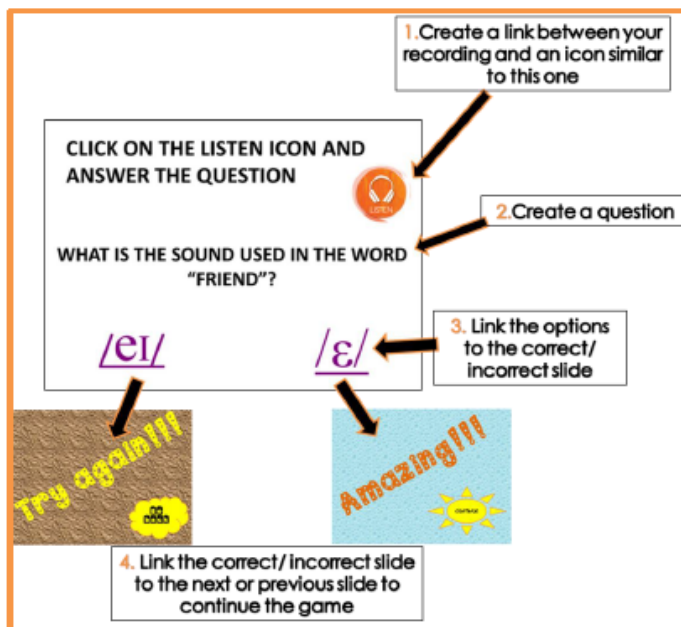 1.Create a link between your
recording and an icon similar
to this one
CLICK ON THE LISTEN ICON AND
ANSWER THE QUESTION
LISTEN
2.Create a question
WHAT IS THE SOUND USED IN THE WORD
“FRIEND”?
/eɪ/
/ɛ/
3. Link the options
to the correct/
incorrect slide
Try again!!!
Amazing!!!
4. Link the correct/ incorrect slide
to the next or previous slide to
continue the game